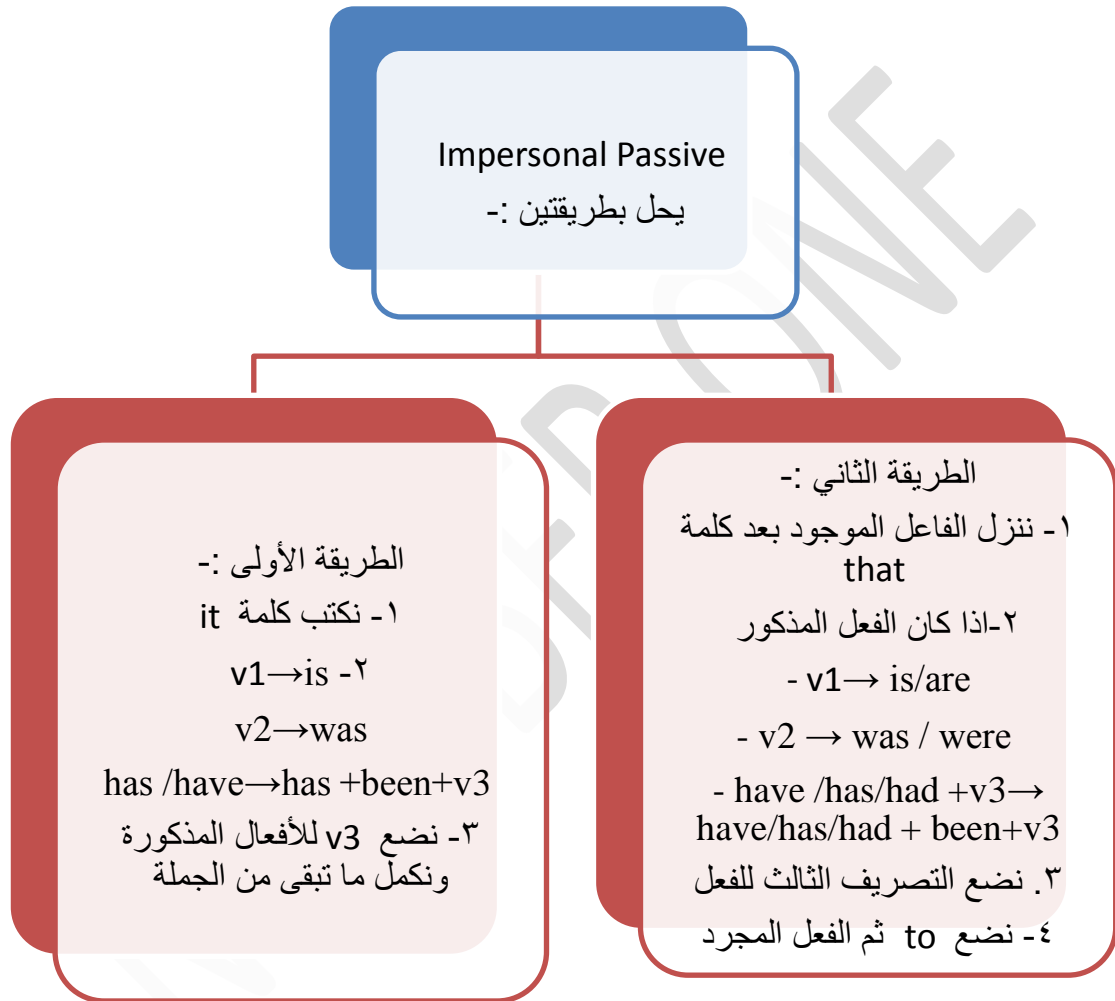 Impersonal Passive
يحل بطريقتين :-
الطريقة الأولى :-
١- نكتب كلمة it
٢- v1→is
v2→was
has /have→has +been+v3
٣- نضع v3 للأفعال المذكورة
ونكمل ما تبقى من الجملة
الطريقة الثاني :-
١- ننزل الفاعل الموجود بعد كلمة
that
٢-اذا كان الفعل المذكور
- v1→ is/are
- v2 → was / were
- have /has/had +v3→
have/has/had + been+v3
٣. نضع التصريف الثالث للفعل
٤- نضع to ثم الفعل المجرد
ONE